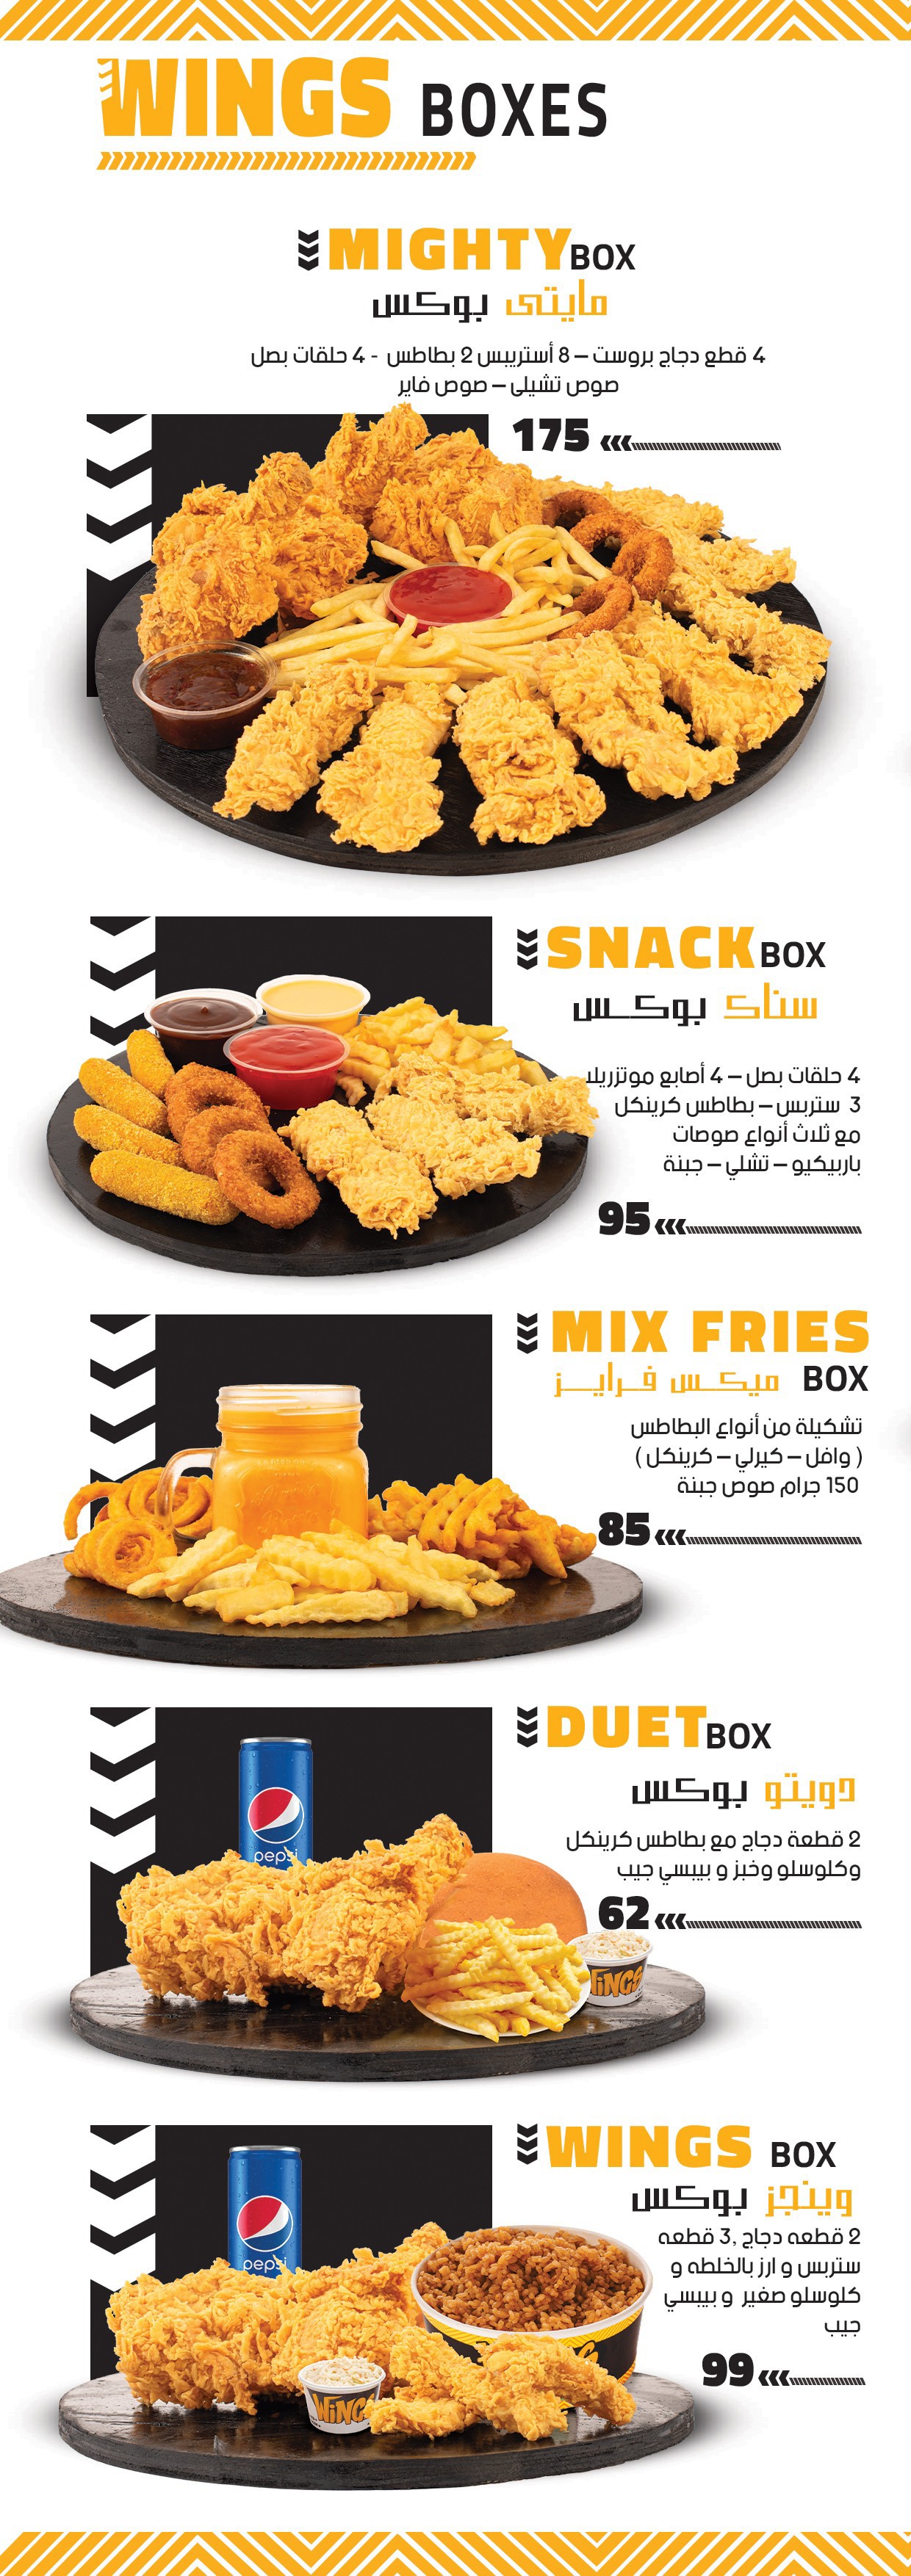 WINGS BOXES
MIGHTY BOX
مايتى بوكس
4 قطع دجاج بروست – 8 أستريبس 2 بطاطس - 4 حلقات بصل
صوص تشيلى – صوص فاير
175
SNACK BOX
سناك بوكس
4 حلقات بصل – 4 أصابع موتزريلا
3 ستربس – بطاطس كرينكل
مع ثلاث أنواع صوصات
باربيكيو – تشلي – جبنة
95
MIX FRIES
BOX ميكس فرايز
تشكيلة من أنواع البطاطس
( وافل – كيرلي – كرينكل )
150 جرام صوص جبنة
85
DUET BOX
دويتو بوكس
pepsi
2 قطعة دجاج مع بطاطس كرينكل
وكلوسلو وخبز و بيبسي جيب
62
WINGS
WINGS BOX
وينجز بوكس
2 قطعه دجاج ,3 قطعه
ستربس و ارز بالخلطه و
pepsi
كلوسلو صغير و بيبسي
جيب
99
WINGS